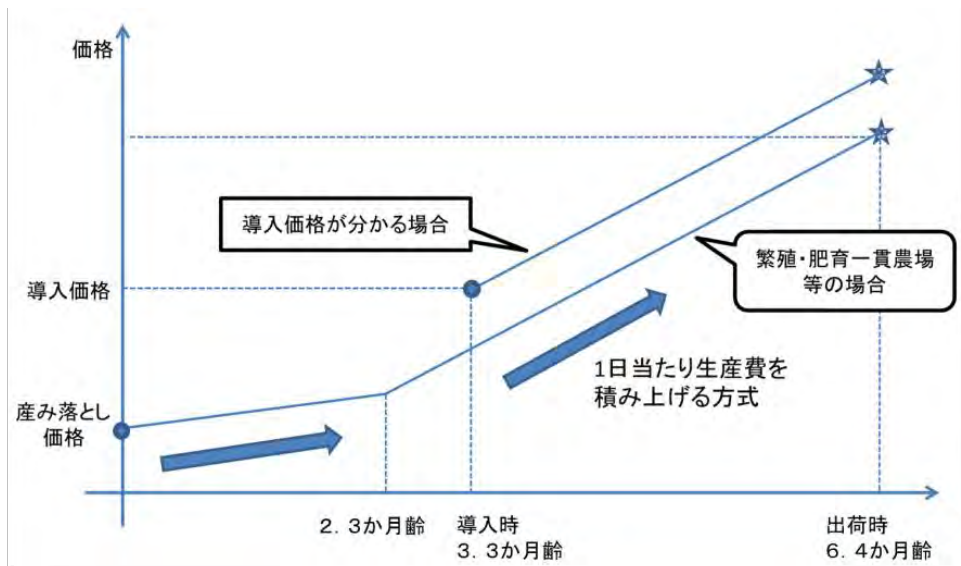 価格
導入価格が分かる場合
繁殖・肥育一貫農場
等の場合
導入価格
1日当たり生産費を
積み上げる方式
産み落とし
価格
2．3か月齢
導入時
3．3か月齢
出荷時
6．4か月齢